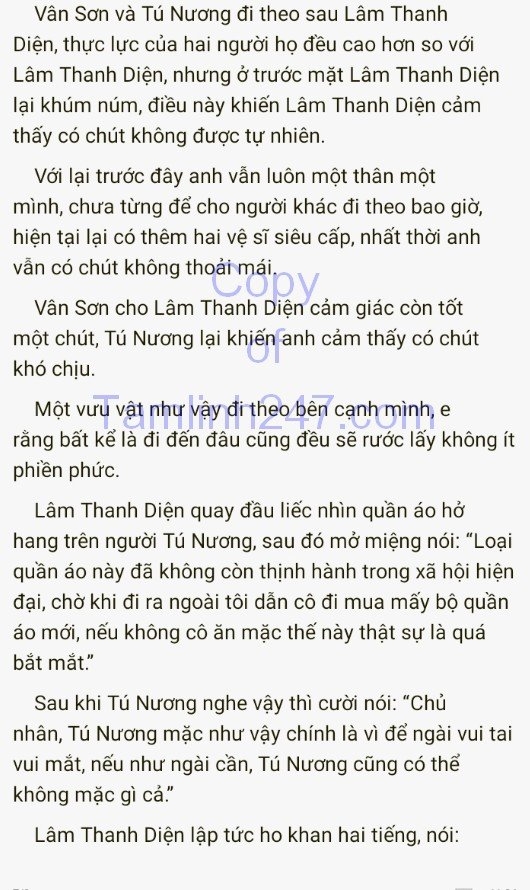 Vân Sơn và Tú Nương đi theo sau Lâm Thanh
Diện, thực lực của hai người họ đều cao hơn so với
Lâm Thanh Diện, nhưng ở trước mặt Lâm Thanh Diện
lại khúm núm, điều này khiến Lâm Thanh Diện cảm
thấy có chút không được tự nhiên.
Với lại trước đây anh vẫn luôn một thân một
mình, chưa từng để cho người khác đi theo bao giờ,
hiện tại lại có thêm hai vệ sĩ siêu cấp, nhất thời anh
vẫn có chút không thoải mái.
Copy
Vân Sơn cho Lâm Thanh Diện cảm giác còn tốt
một chút, Tú Nương lại khiến anh cảm thấy có chút
of
khó chịu.
Một vưu vật như vậy đi theo bên cạnh mình, e
Tamlinh247.com
rằng bất kể là đi đến đâu cũng đều sẽ rước lấy không ít
phiền phức.
Lâm Thanh Diện quay đầu liếc nhìn quần áo hở
hang trên người Tú Nương, sau đó mở miệng nói: “Loại
quần áo này đã không còn thịnh hành trong xã hội hiện
đại, chờ khi đi ra ngoài tôi dẫn cô đi mua mấy bộ quần
áo mới, nếu không cô ăn mặc thế này thật sự là quá
bắt mắt.”
Sau khi Tú Nương nghe vậy thì cười nói: “Chủ
nhân, Tú Nương mặc như vậy chính là vì để ngài vui tai
vui mắt, nếu như ngài cần, Tú Nương cũng có thể
không mặc gì cả.”
Lâm Thanh Diện lập tức ho khan hai tiếng, nói: